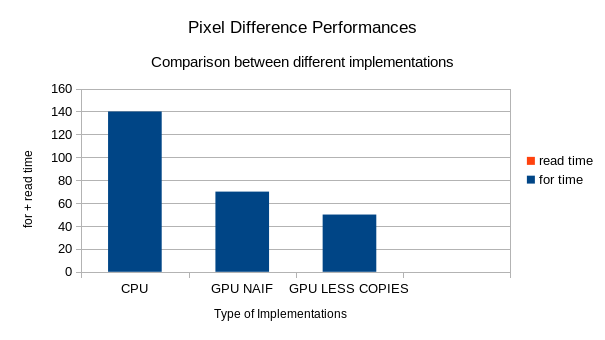 Pixel Difference Performances
Comparison between different implementations
160
140
120
100
80
60
40
20
0
for + read time
CPU
GPU NAIF
GPU LESS COPIES
Type of Implementations
read time
for time